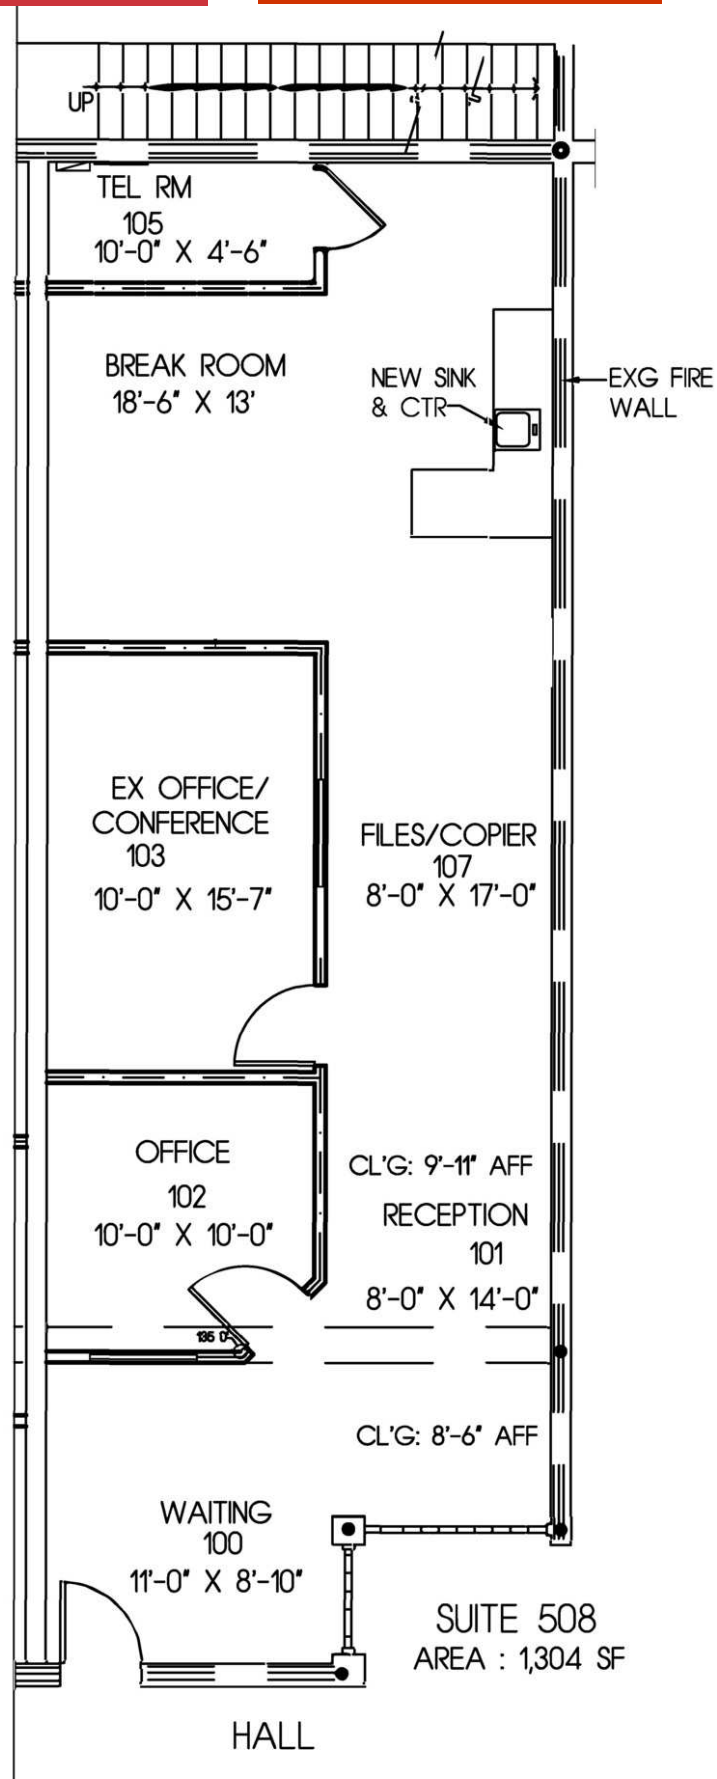 UP
TEL RM
105
10'-0" X 4'-6"
BREAK ROOM
18'-6" X 13'
NEW SINK
& CTR
EXG FIRE
WALL
EX OFFICE/
CONFERENCE
103
10'-0" X 15'-7"
FILES/COPIER
107
8'-0" X 17'-0"
OFFICE
102
10'-0" X 10'-0"
CL'G: 9'-11" AFF
RECEPTION
101
8'-0" X 14'-0"
CL'G: 8'-6" AFF
WAITING
100
11'-0" X 8'-10"
SUITE 508
AREA : 1,304 SF
HALL